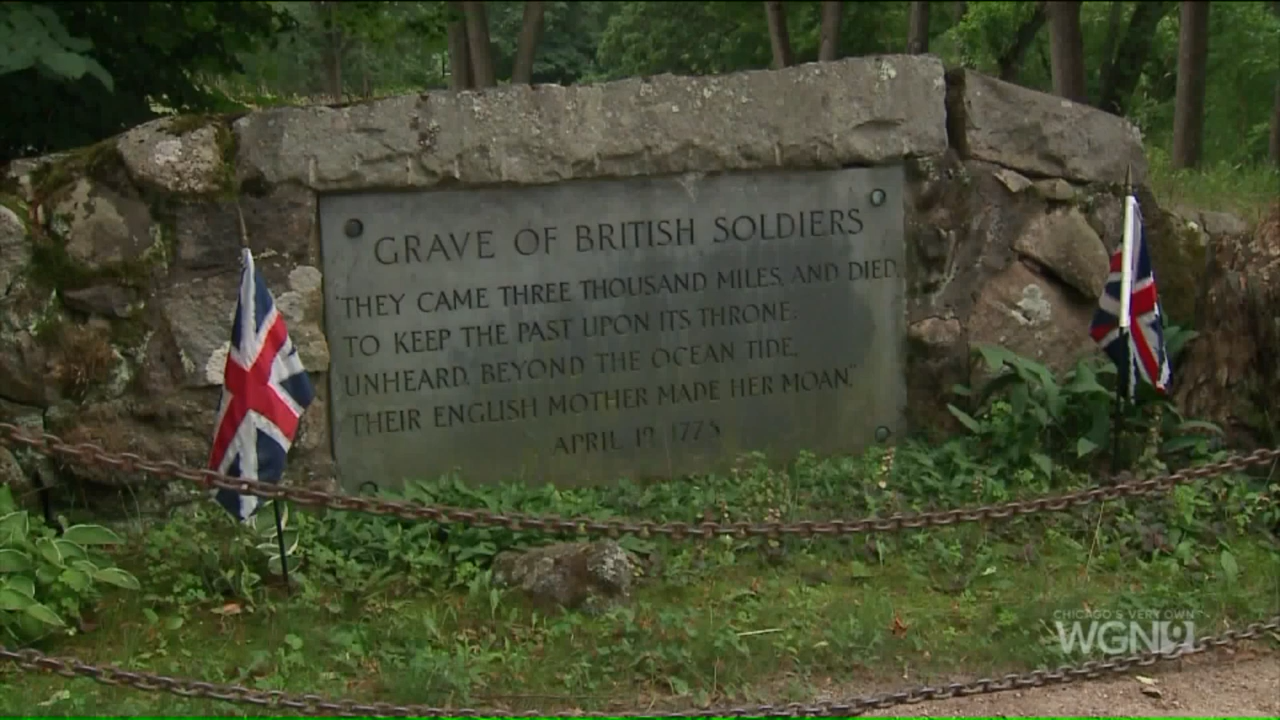 GRAVE OF BRITISH SOLDIERS
"THEY CAME THREE THOUSAND MILES, AND DIED,
TO KEEP THE PAST UPON ITS THRONE:
UNHEARD, BEYOND THE OCEAN TIDE,
THEIR ENGLISH MOTHER MADE HER MOAN."
APRIL 19, 1775
CHICAGO'S VERY OWN
WGN9